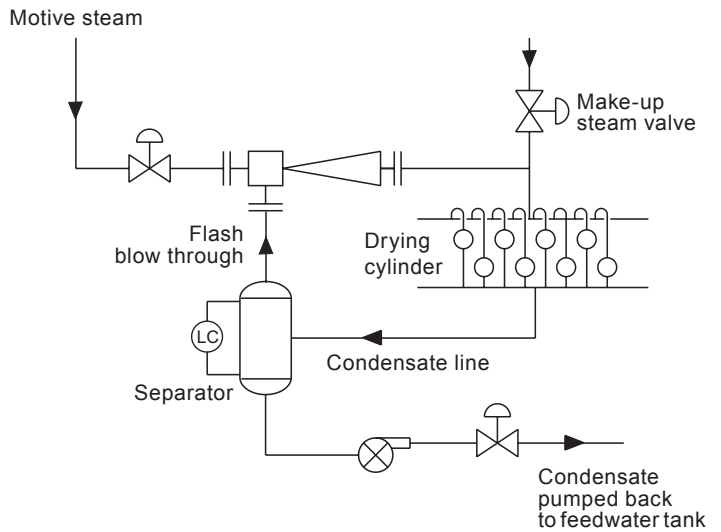 Motive steam
Make-up
steam valve
Flash
blow through
Drying
cylinder
LC
Condensate line
Separator
Condensate
pumped back
to feedwater tank